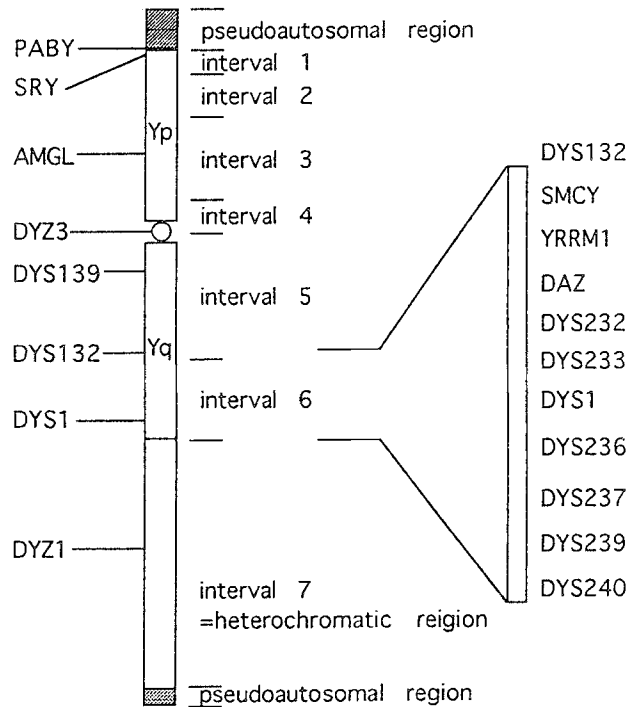 pseudoautosomal region
PABY
interval 1
SRY
interval 2
Yp
AMGL
interval 3
interval 4
DYZ3
DYS139
interval 5
DYS132
Yq
interval 6
DYS1
DYZ1
interval 7
=heterochromatic reigion
pseudoautosomal region
DYS132
SMCY
YRRM1
DAZ
DYS232
DYS233
DYS1
DYS236
DYS237
DYS239
DYS240